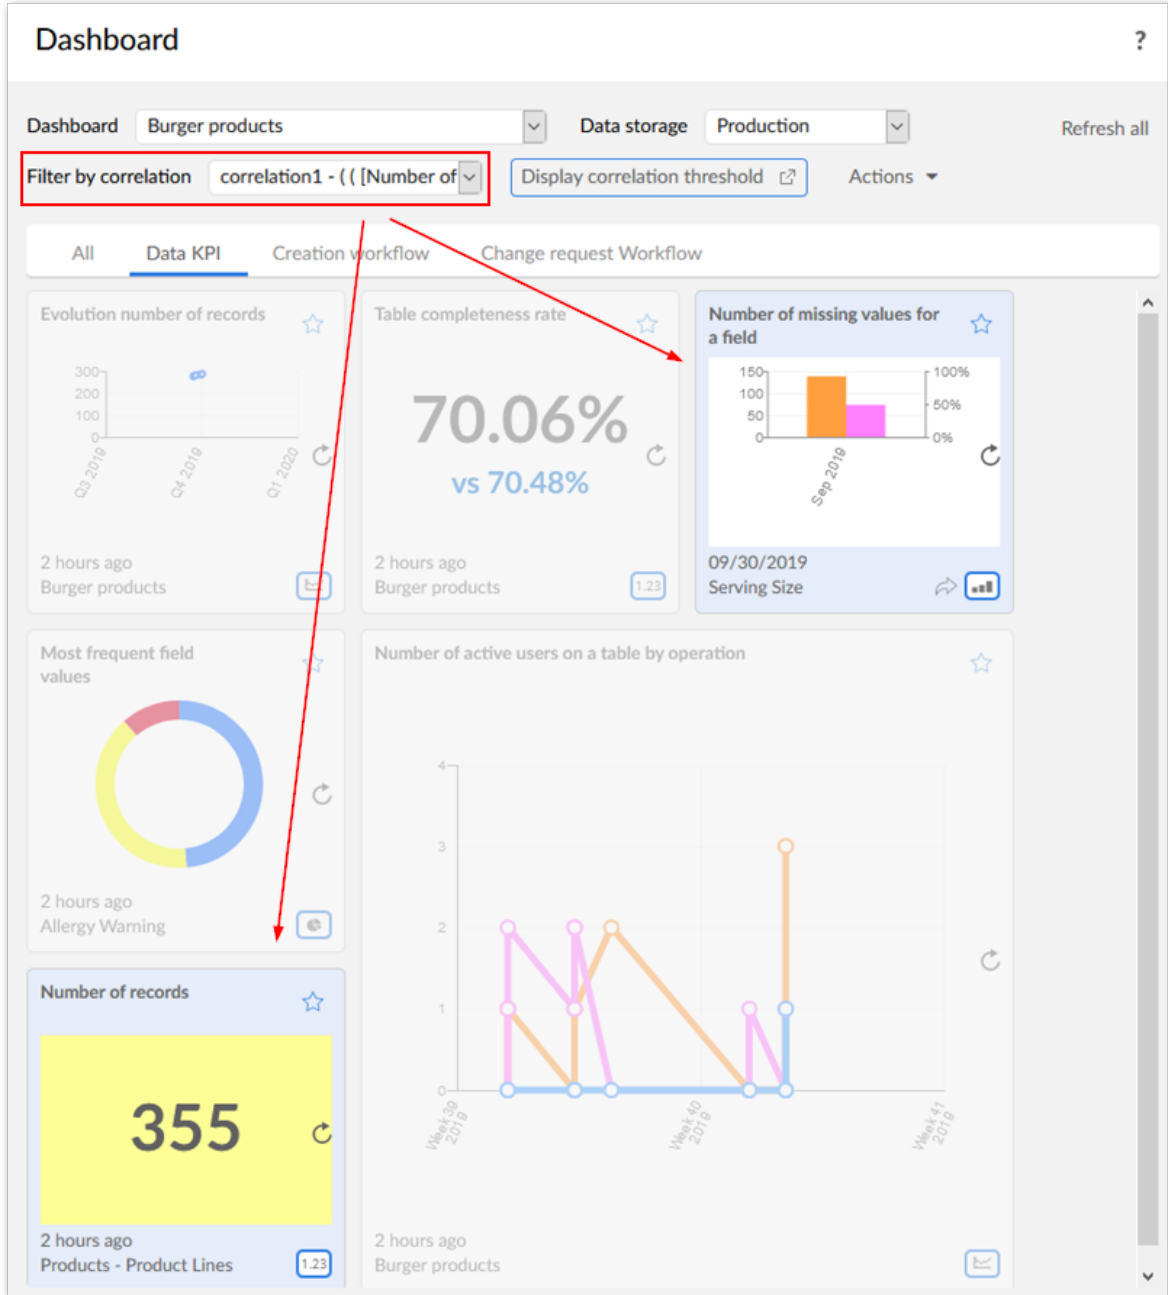 Dashboard
?
Dashboard Burger products Data storage Production Refresh all
Filter by correlation correlation1 - ( ( [Number of Display correlation threshold Actions
All Data KPI Creation workflow Change request Workflow
Evolution number of records
300
200
100
0
Q3 2019
Q4 2019
Q1 2020
2 hours ago
Burger products
Table completeness rate
70.06%
vs 70.48%
2 hours ago
Burger products
1.23
Number of missing values for
a field
150
100
50
0
100%
50%
0%
Sep 2019
09/30/2019
Serving Size
Most frequent field
values
2 hours ago
Allergy Warning
Number of active users on a table by operation
4
3
2
1
0
Week 39
2019
Week 40
2019
Week 41
2019
2 hours ago
Burger products
Number of records
355
2 hours ago
Products - Product Lines
1.23